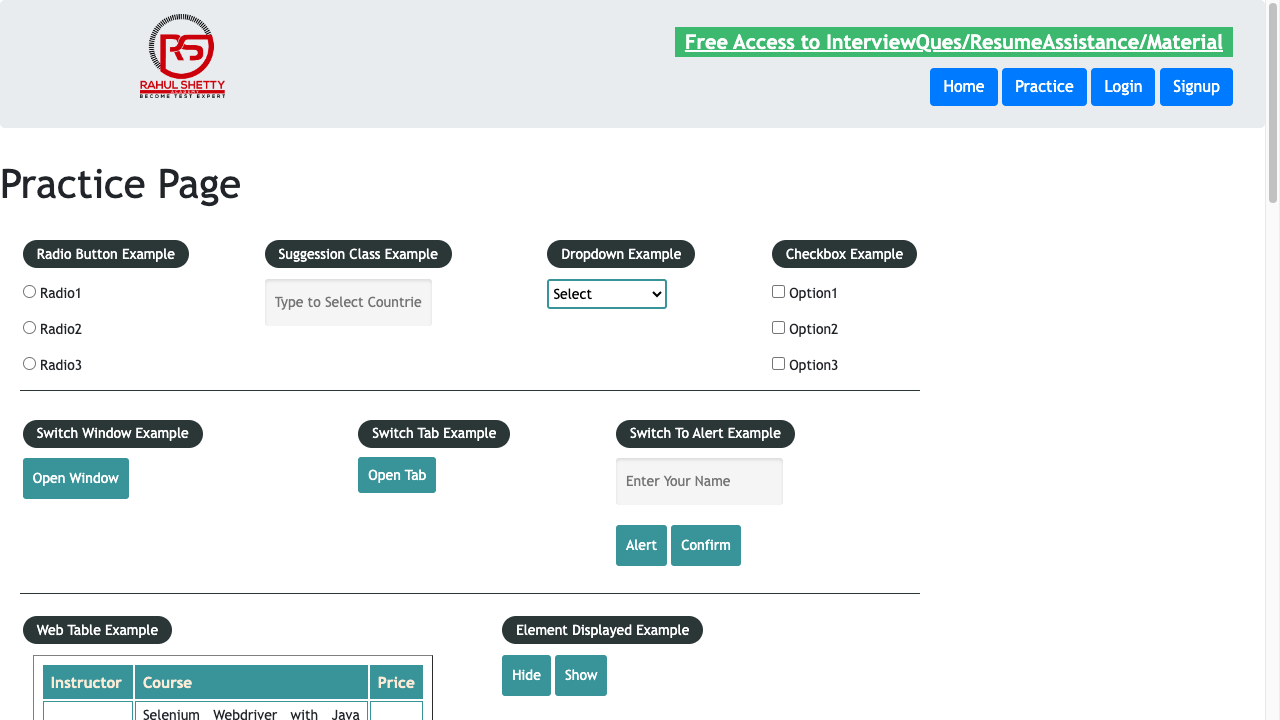 RS
RAHUL SHETTY
ACADEMY
BECOME TEST EXPERT
Free Access to InterviewQues/ResumeAssistance/Material
Home Practice Login Signup
Practice Page
Radio Button Example
Radio1
Radio2
Radio3
Suggession Class Example
Type to Select Countrie
Dropdown Example
Select
Checkbox Example
Option1
Option2
Option3
Switch Window Example
Open Window
Switch Tab Example
Open Tab
Switch To Alert Example
Enter Your Name
Alert Confirm
Web Table Example
Instructor Course Price
Selenium Webdriver with Java
Element Displayed Example
Hide Show